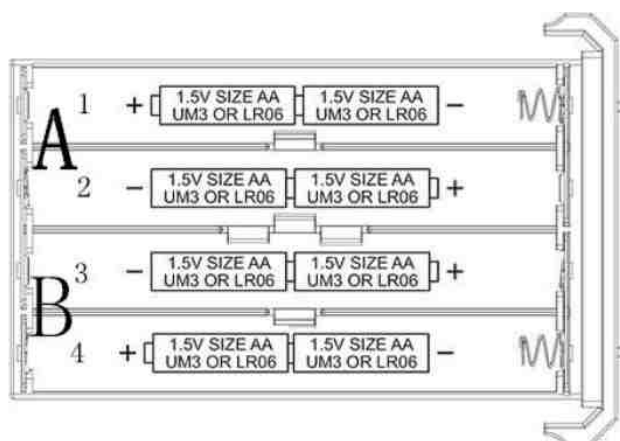 1 + 1.5V SIZE AA UM3 OR LR06 1.5V SIZE AA UM3 OR LR06 -
A
2 - 1.5V SIZE AA UM3 OR LR06 1.5V SIZE AA UM3 OR LR06 +
3 - 1.5V SIZE AA UM3 OR LR06 1.5V SIZE AA UM3 OR LR06 +
B
4 + 1.5V SIZE AA UM3 OR LR06 1.5V SIZE AA UM3 OR LR06 -